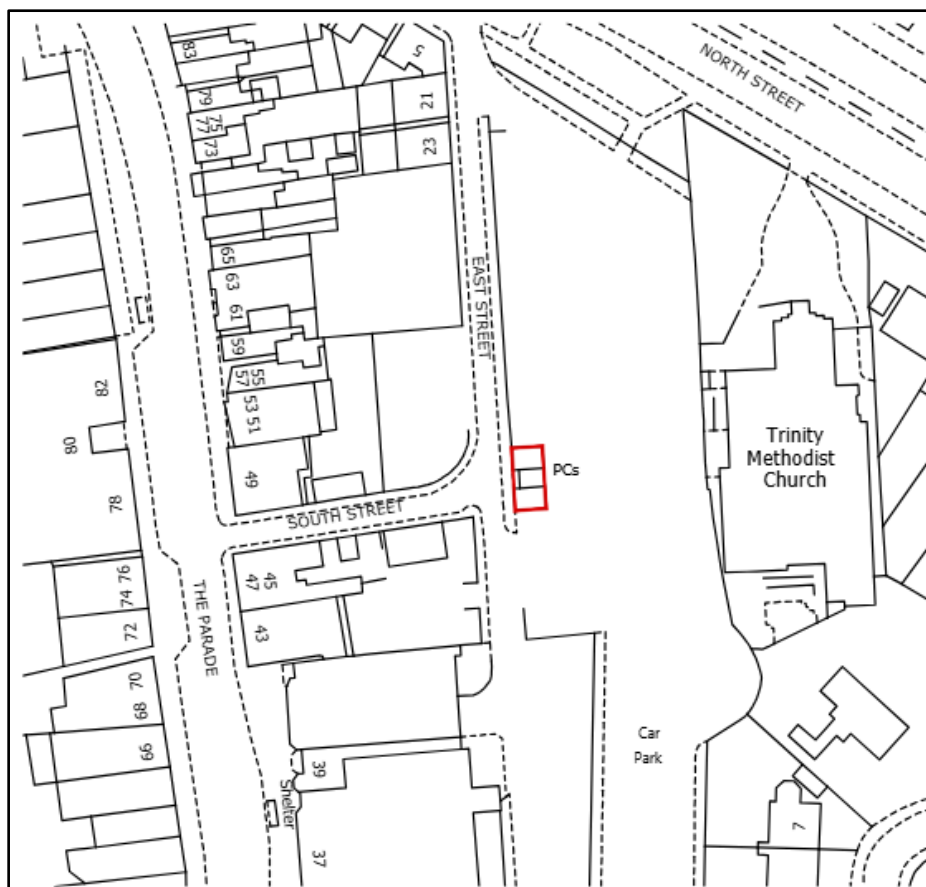 83
5
NORTH STREET
79
75
77
73
21
23
65
63
61
EAST STREET
59
55
57
53 51
82
80
78
49
PCs
Trinity
Methodist
Church
SOUTH STREET
76
74
72
45
47
43
THE PARADE
70
68
66
Car
Park
39
Shelter
37
7